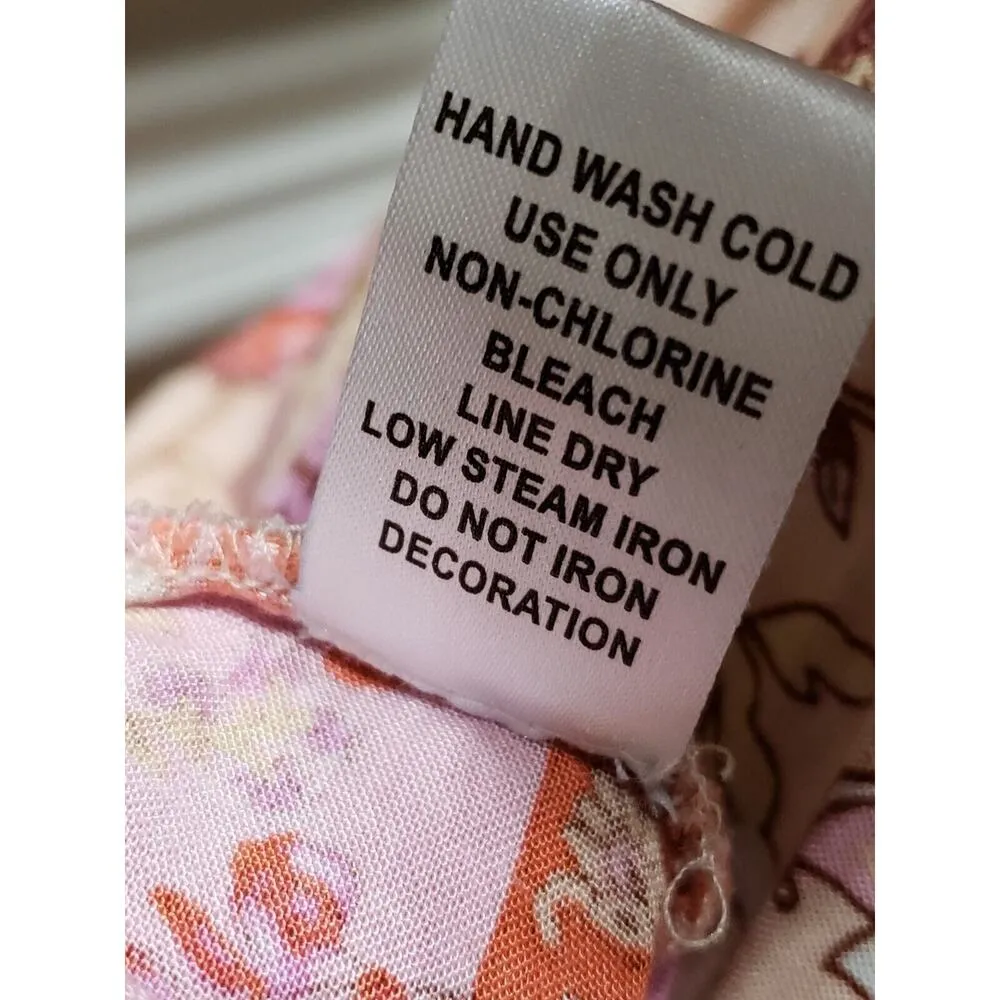 HAND WASH COLD
USE ONLY
NON-CHLORINE
BLEACH
LINE DRY
LOW STEAM IRON
DO NOT IRON
DECORATION